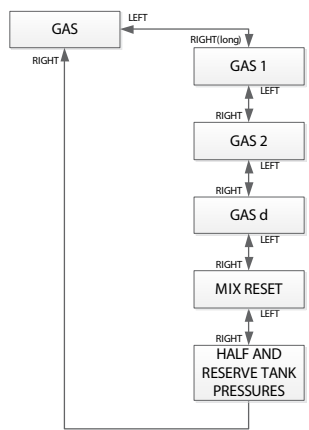 GAS
LEFT
RIGHT(long)
RIGHT
GAS 1
LEFT
RIGHT
GAS 2
LEFT
RIGHT
GAS d
LEFT
RIGHT
MIX RESET
LEFT
RIGHT
HALF AND
RESERVE TANK
PRESSURES